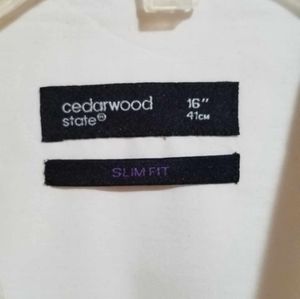 cedarwood 16"
state® 41CM
SLIM FIT